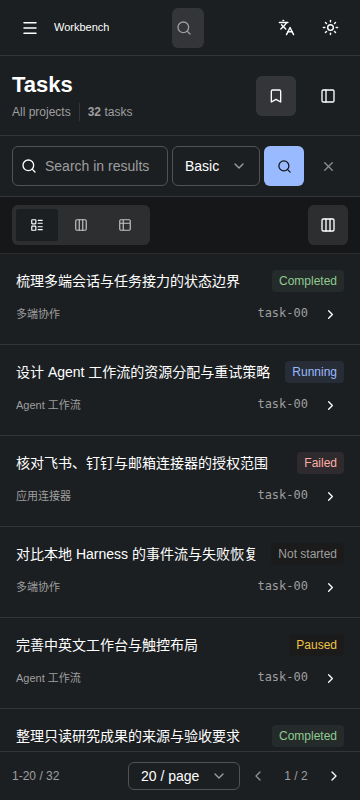 Workbench
Tasks
All projects
32 tasks
Search in results
Basic
梳理多端会话与任务接力的状态边界
Completed
多端协作
task-00
设计 Agent 工作流的资源分配与重试策略
Running
Agent 工作流
task-00
核对飞书、钉钉与邮箱连接器的授权范围
Failed
应用连接器
task-00
对比本地 Harness 的事件流与失败恢复
Not started
多端协作
task-00
完善中英文工作台与触控布局
Paused
Agent 工作流
task-00
整理只读研究成果的来源与验收要求
Completed
1-20 / 32
20 / page
1 / 2